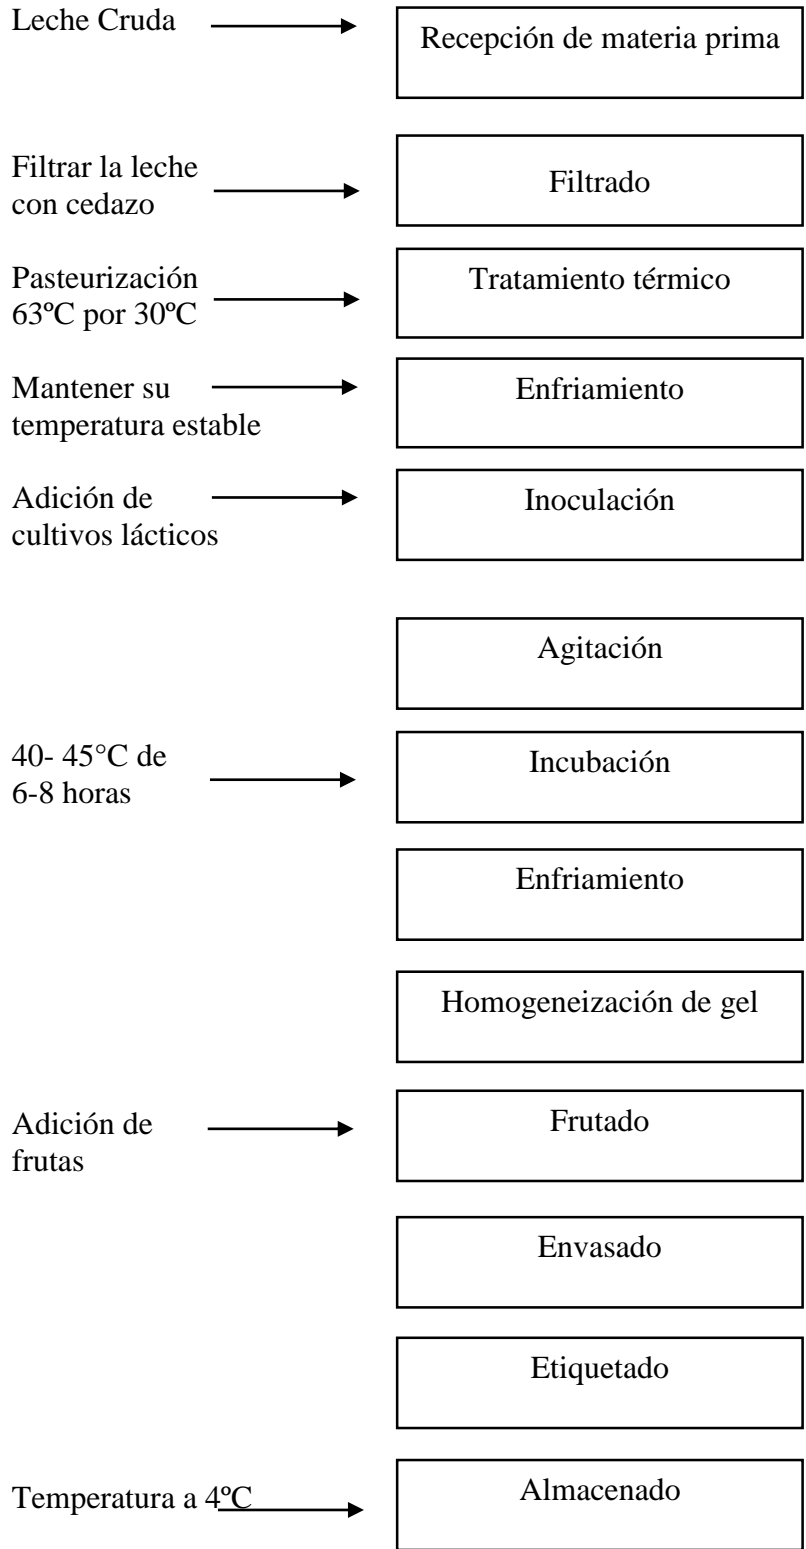 Leche Cruda
Recepción de materia prima
Filtrar la leche
con cedazo
Filtrado
Pasteurización
63ºC por 30ºC
Tratamiento térmico
Mantener su
temperatura estable
Enfriamiento
Adición de
cultivos lácticos
Inoculación
Agitación
40- 45°C de
6-8 horas
Incubación
Enfriamiento
Homogeneización de gel
Adición de
frutas
Frutado
Envasado
Etiquetado
Temperatura a 4ºC
Almacenado